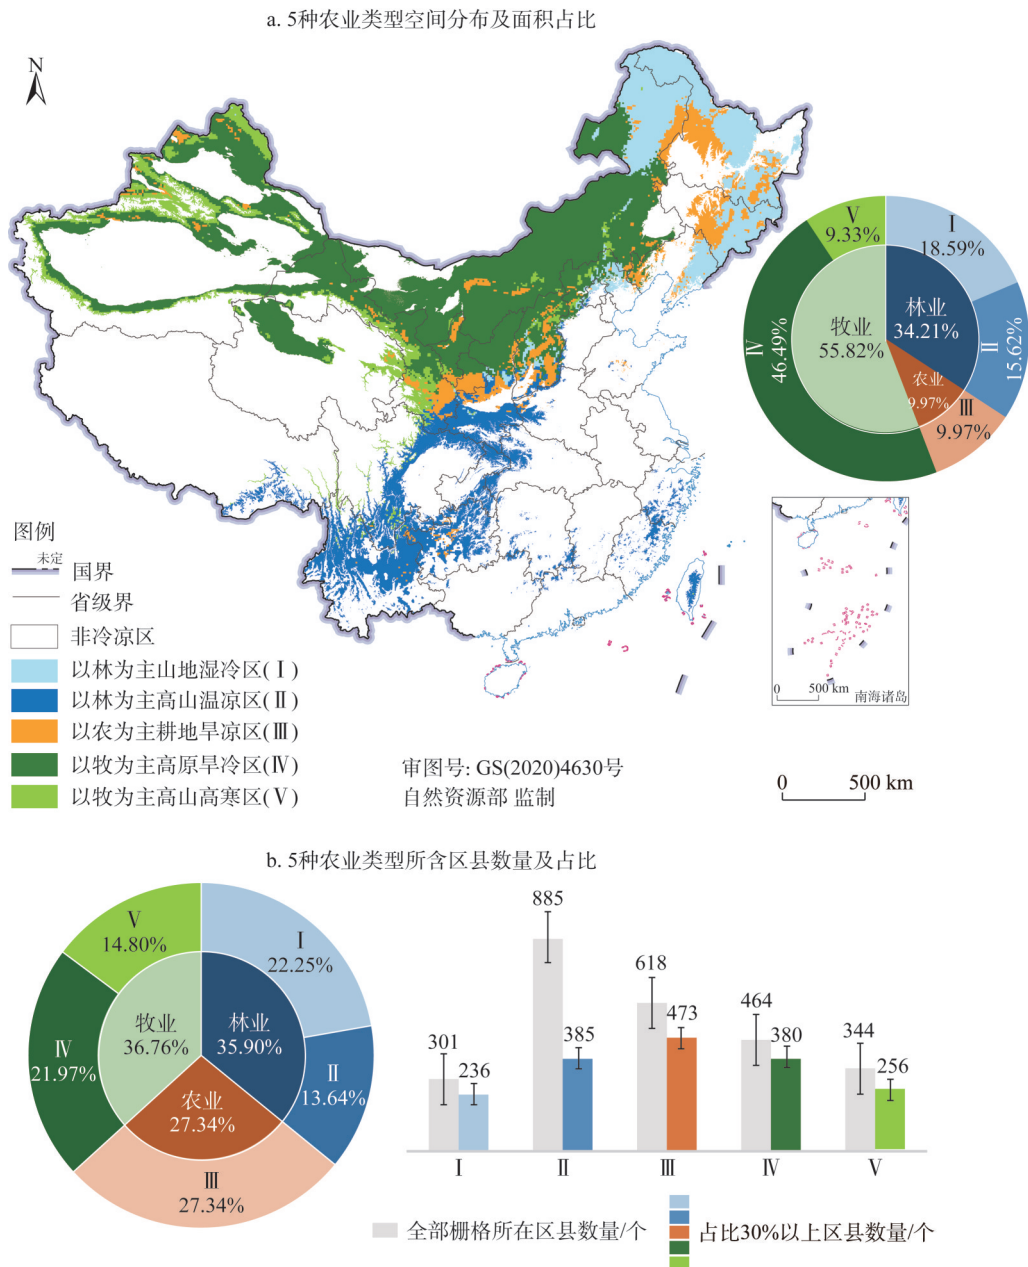 a. 5种农业类型空间分布及面积占比
N
Ⅴ
9.33%
Ⅰ
18.59%
林业
34.21%
牧业
55.82%
农业
9.97%
Ⅳ
46.49%
Ⅱ
15.62%
Ⅲ
9.97%
图例
未定
国界
省级界
非冷凉区
以林为主山地湿冷区(Ⅰ)
以林为主高山温凉区(Ⅱ)
以农为主耕地旱凉区(Ⅲ)
以牧为主高原旱冷区(Ⅳ)
以牧为主高山高寒区(Ⅴ)
审图号: GS(2020)4630号
自然资源部 监制
0 500 km
南海诸岛
0 500 km
b. 5种农业类型所含区县数量及占比
Ⅴ
14.80%
Ⅰ
22.25%
牧业
36.76%
林业
35.90%
Ⅳ
21.97%
Ⅱ
13.64%
农业
27.34%
Ⅲ
27.34%
301
236
885
385
618
473
464
380
344
256
Ⅰ Ⅱ Ⅲ Ⅳ Ⅴ
全部栅格所在区县数量/个
占比30%以上区县数量/个